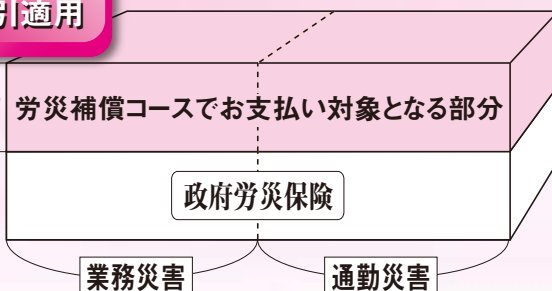 引適用
労災補償コースでお支払い対象となる部分
政府労災保険
業務災害
通勤災害